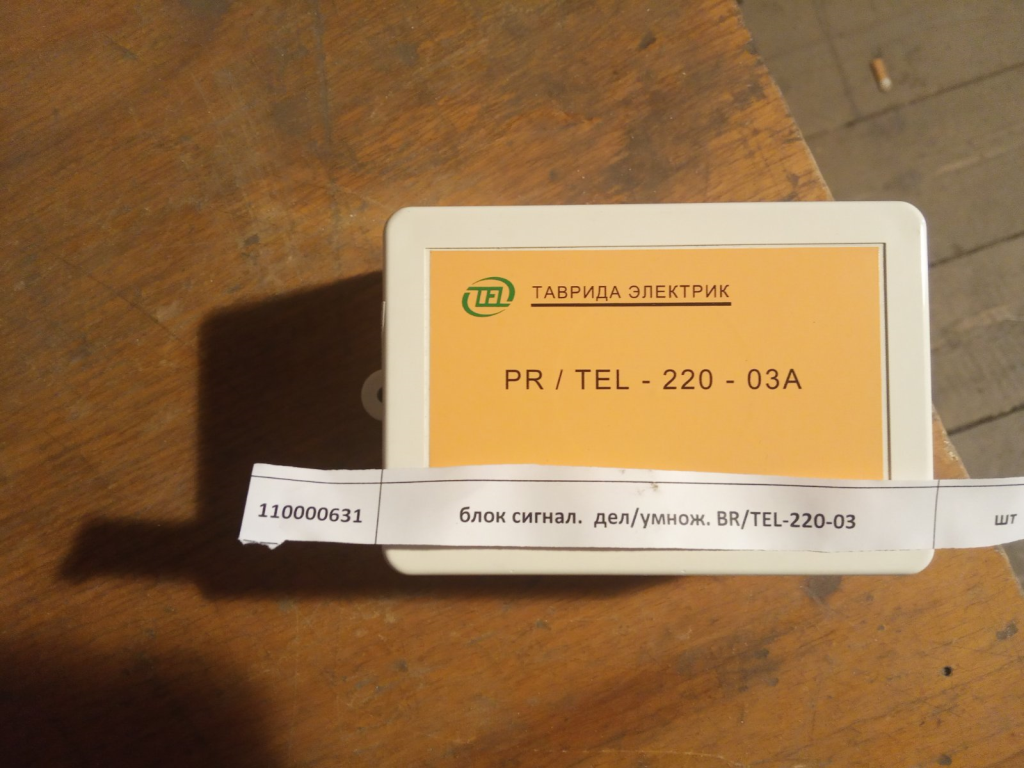 TEL
ТАВРИДА ЭЛЕКТРИК
PR / TEL - 220 - 03A
110000631 блок сигнал. дел/умнож. BR/TEL-220-03 шт